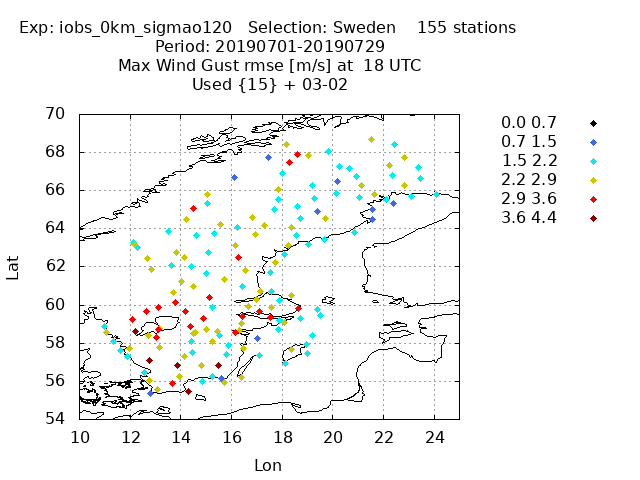 Exp: iobs_0km_sigmao120 Selection: Sweden 155 stations
Period: 20190701-20190729
Max Wind Gust rmse [m/s] at 18 UTC
Used {15} + 03-02
70
68
66
64
62
60
58
56
54
Lat
10 12 14 16 18 20 22 24
Lon
0.0 0.7
0.7 1.5
1.5 2.2
2.2 2.9
2.9 3.6
3.6 4.4